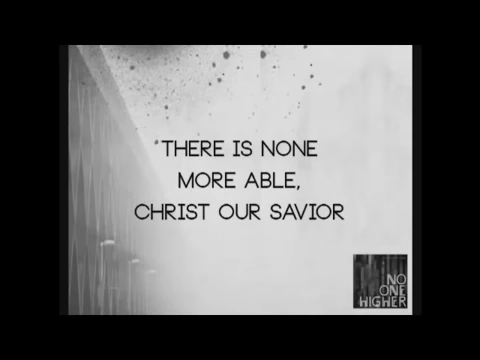 THERE IS NONE
MORE ABLE,
CHRIST OUR SAVIOR
NO
ONE
HIGHER